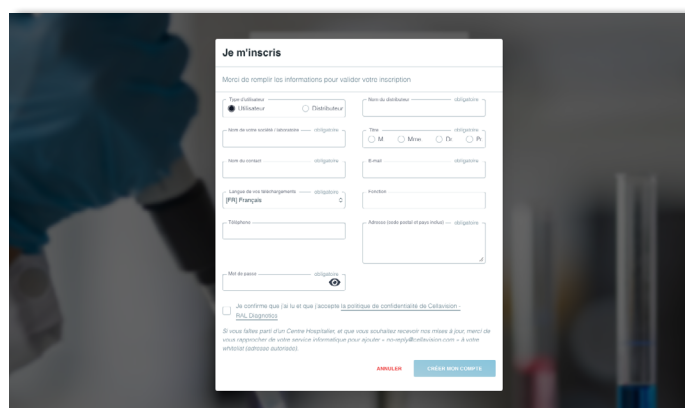 Je m'inscris
Merci de remplir les informations pour valider votre inscription
Type d'utilisateur
Utilisateur Distributeur
Nom du distributeur obligatoire
Nom de votre société / laboratoire obligatoire
Titre obligatoire
M Mme Dr Pr
Nom du contact obligatoire
E-mail obligatoire
Langue de vos téléchargements obligatoire
[FR] Français
Fonction
Téléphone
Adresse (code postal et pays inclus) obligatoire
Mot de passe obligatoire
Je confirme que j'ai lu et que j'accepte la politique de confidentialité de Cellavision -
RAL Diagnotics
Si vous faites parti d'un Centre Hospitalier, et que vous souhaitez recevoir nos mises à jour, merci de
vous rapprocher de votre service informatique pour ajouter « no-reply@cellavision.com » à votre
whitelist (adresse autorisée).
ANNULER CRÉER MON COMPTE